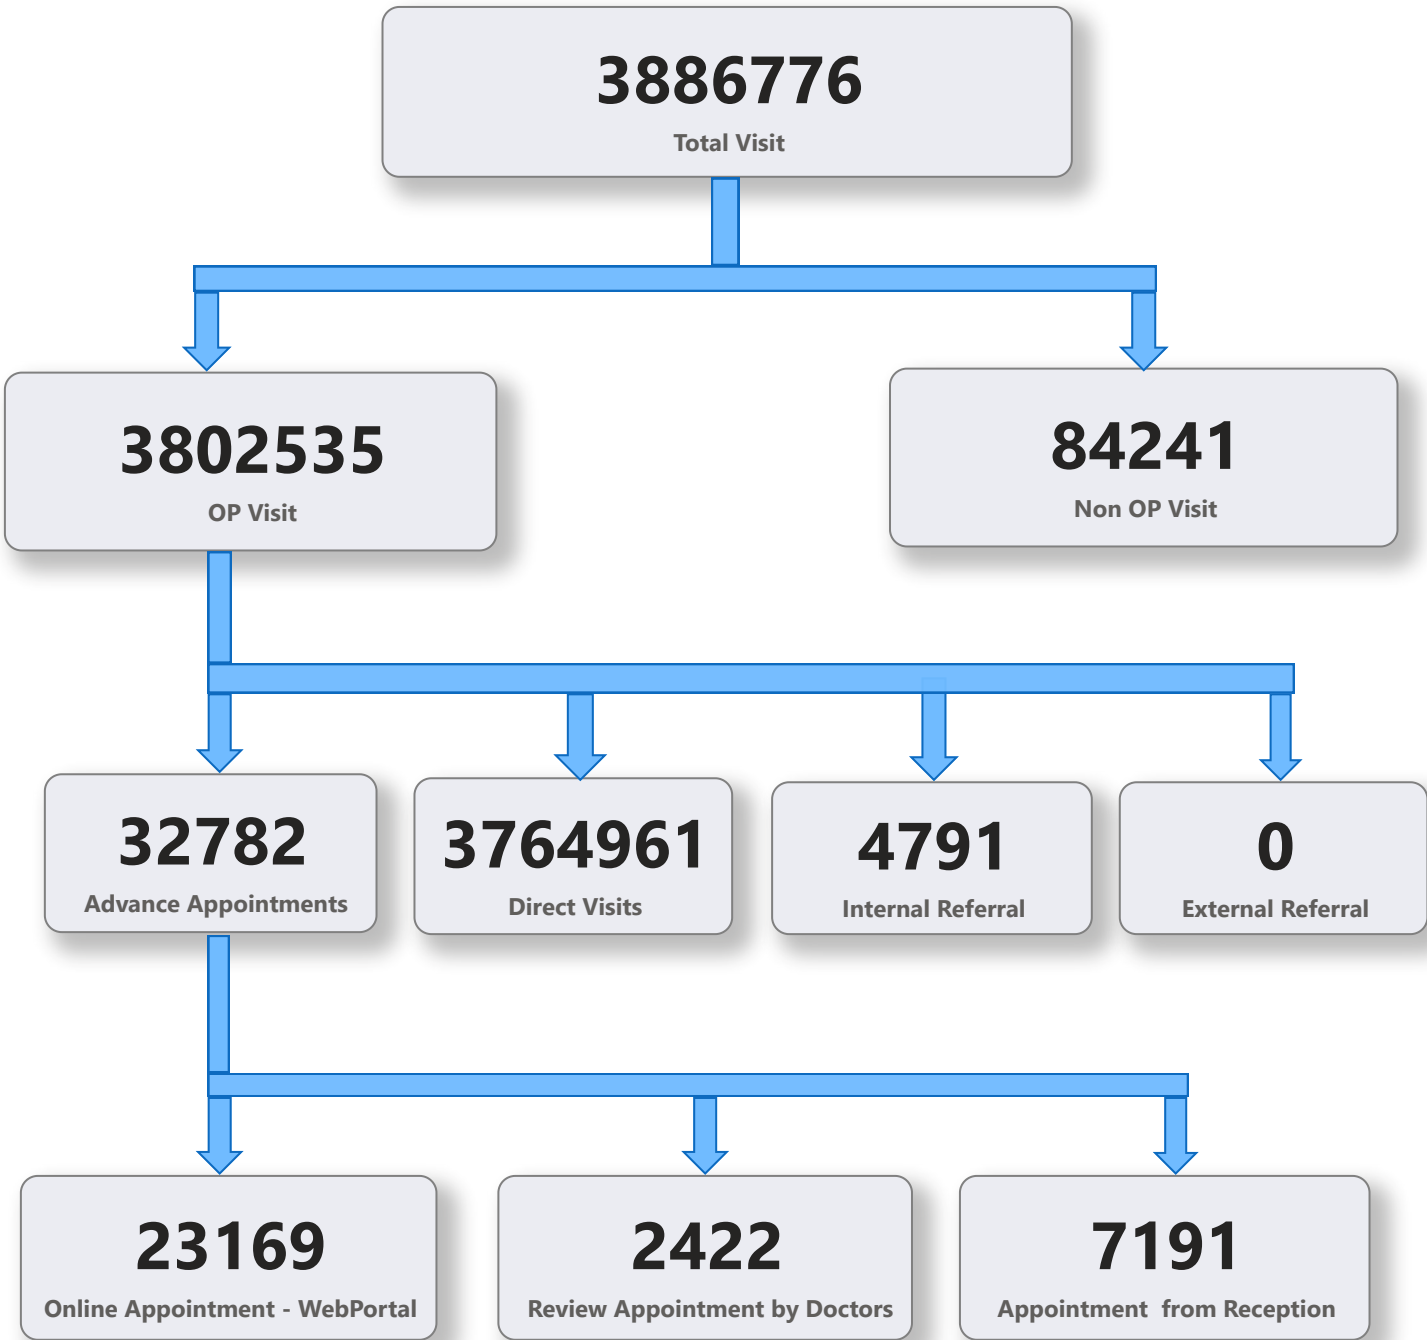 3886776
Total Visit
3802535
OP Visit
84241
Non OP Visit
32782
Advance Appointments
3764961
Direct Visits
4791
Internal Referral
0
External Referral
23169
Online Appointment - WebPortal
2422
Review Appointment by Doctors
7191
Appointment  from Reception